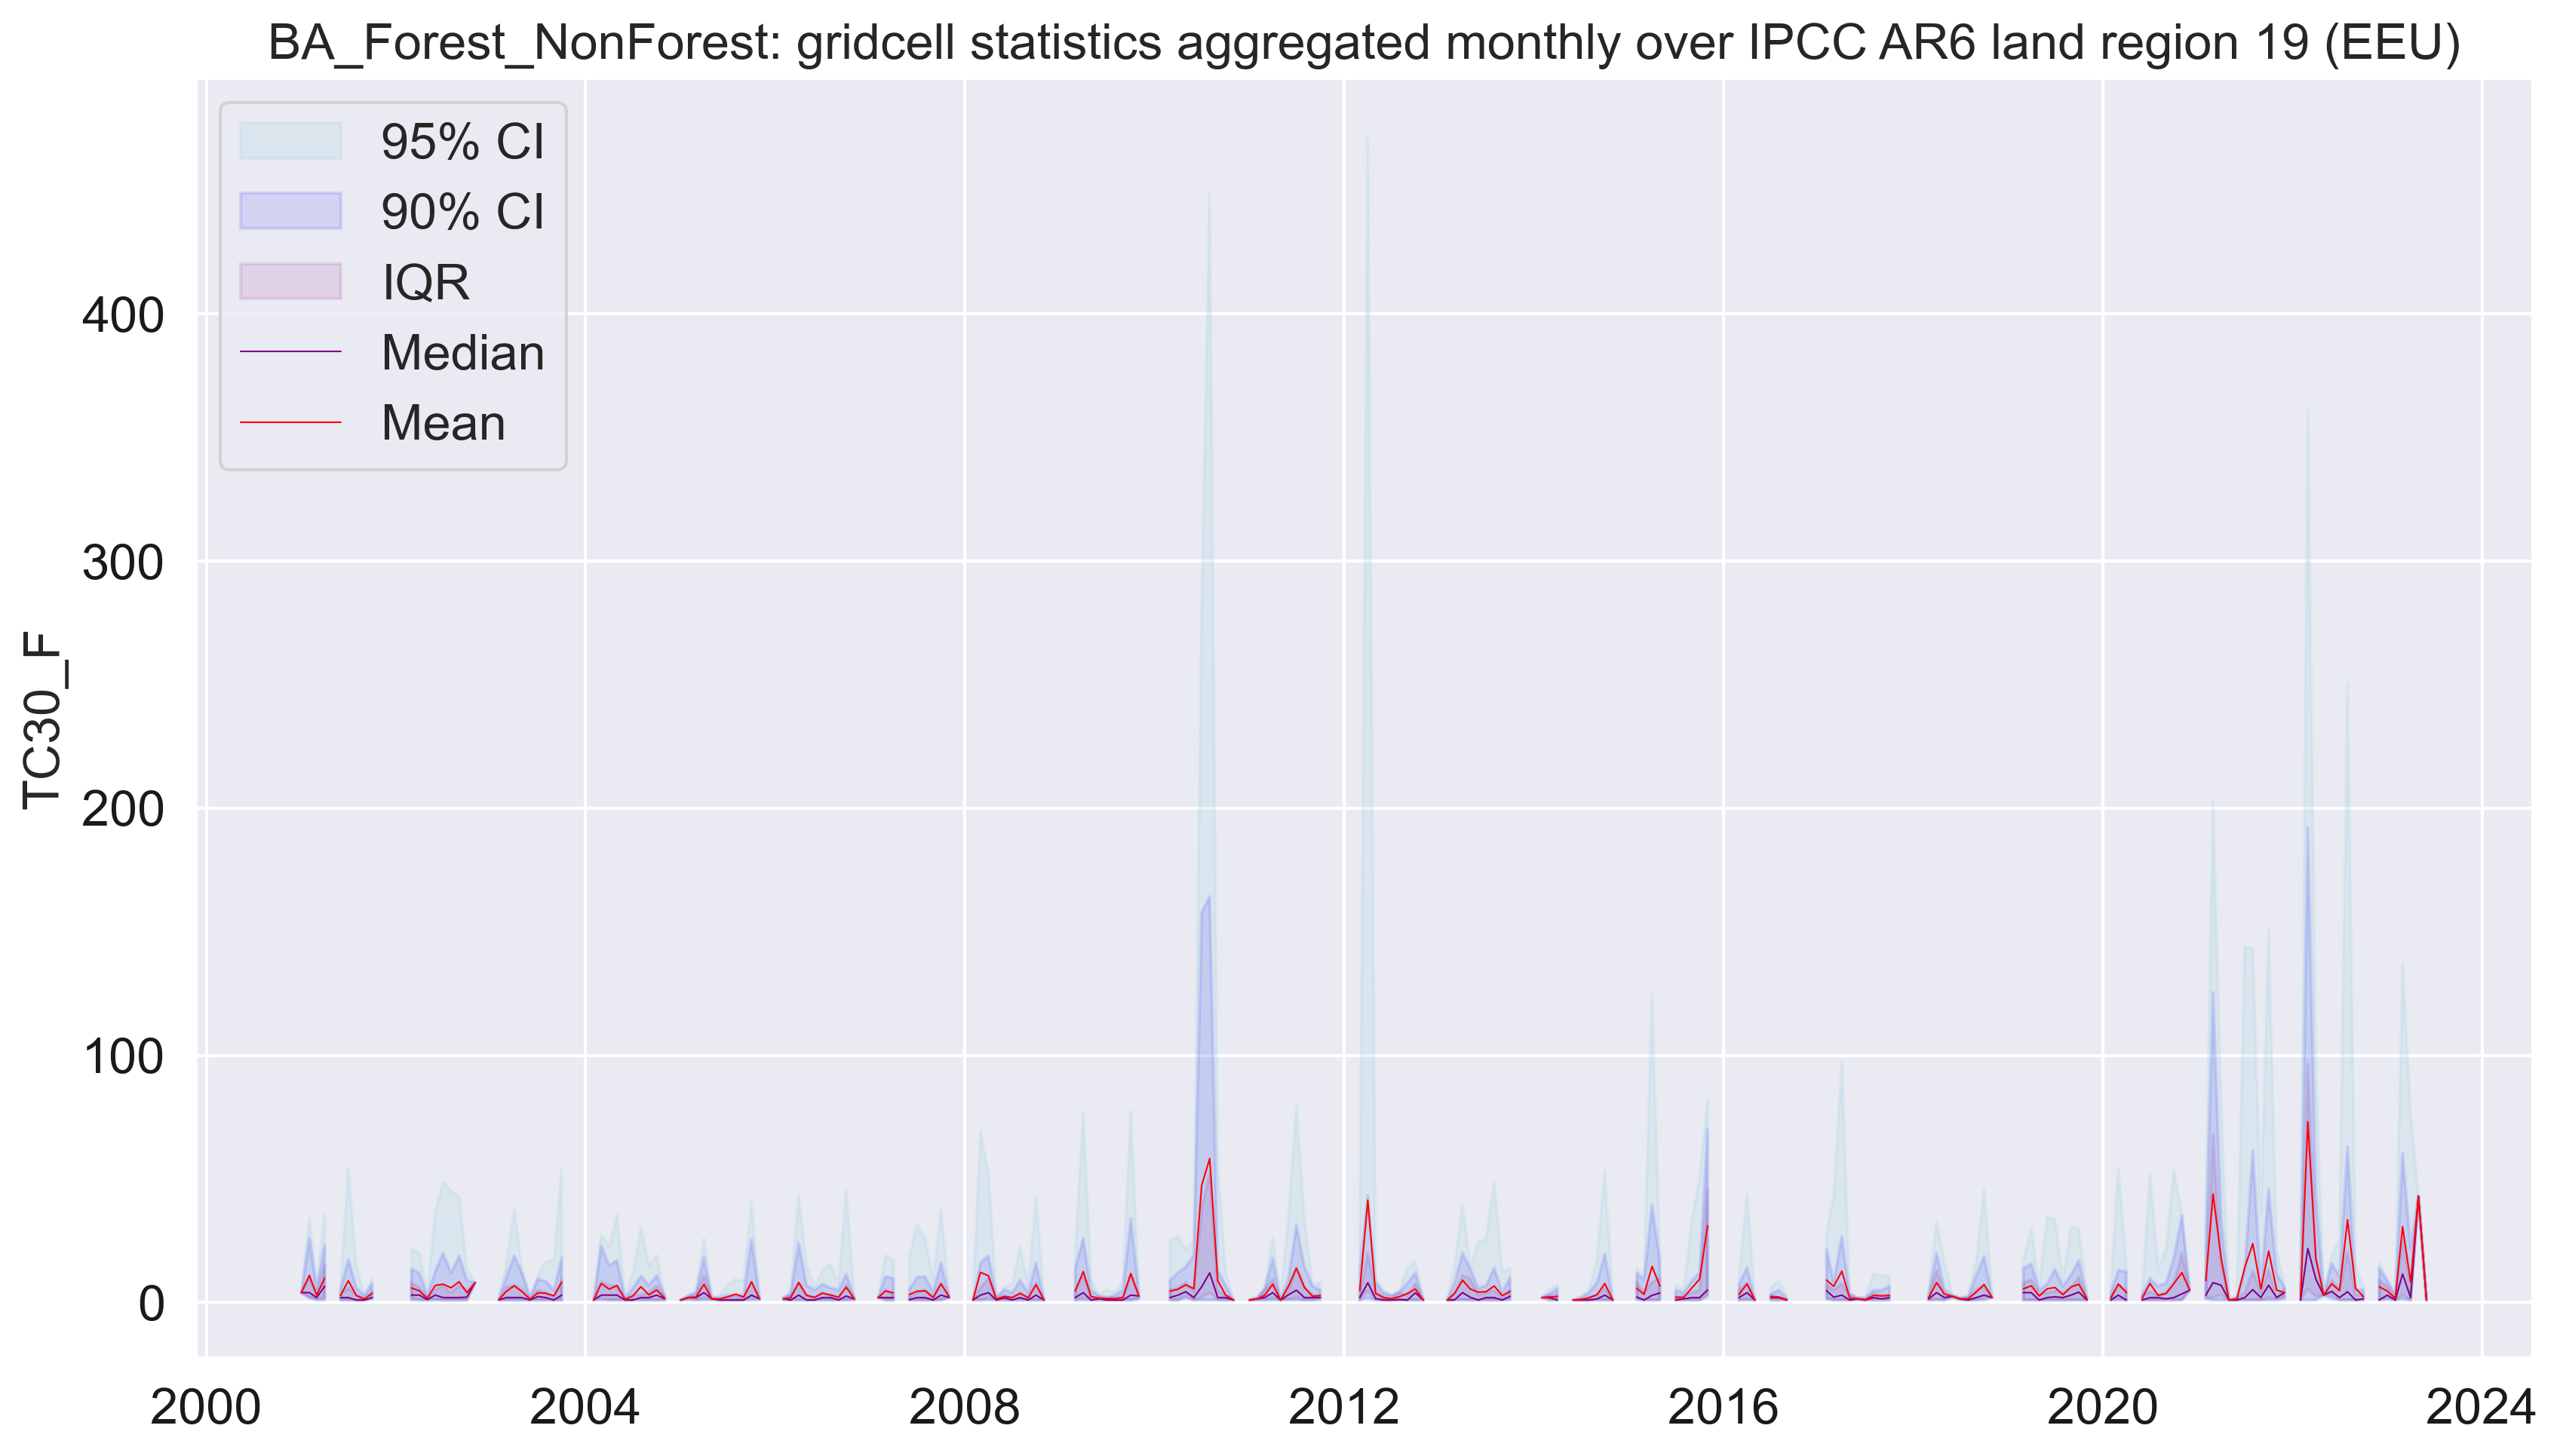 BA_Forest_NonForest: gridcell statistics aggregated monthly over IPCC AR6 land region 19 (EEU)
95% CI
90% CI
IQR
Median
Mean
TC30_F
400
300
200
100
0
2000
2004
2008
2012
2016
2020
2024